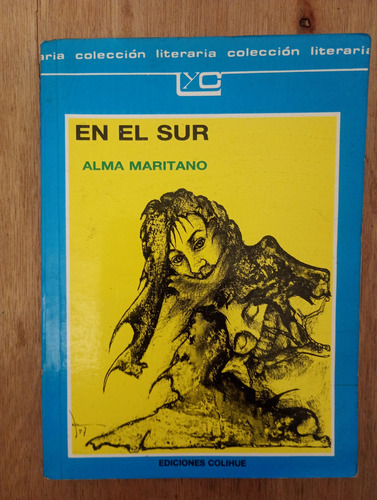 aria colección literaria colección literaria
LyC
EN EL SUR
ALMA MARITANO
EDICIONES COLIHUE